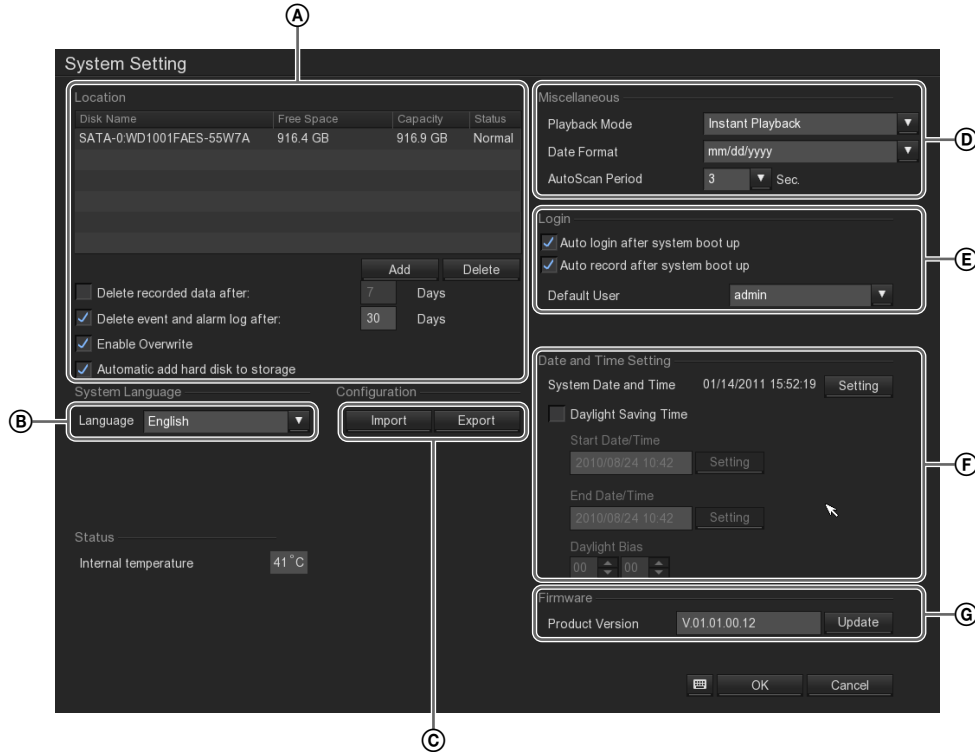 A
System Setting
Location
Disk Name Free Space Capacity Status
SATA-0:WD1001FAES-55W7A 916.4 GB 916.9 GB Normal
Add Delete
Delete recorded data after: 7 Days
Delete event and alarm log after: 30 Days
Enable Overwrite
Automatic add hard disk to storage
System Language
B
Language English
Configuration
Import Export
C
Status
Internal temperature 41°C
Miscellaneous
Playback Mode Instant Playback
Date Format mm/dd/yyyy
AutoScan Period 3 Sec.
D
Login
Auto login after system boot up
Auto record after system boot up
Default User admin
E
Date and Time Setting
System Date and Time 01/14/2011 15:52:19 Setting
Daylight Saving Time
Start Date/Time
2010/08/24 10:42 Setting
End Date/Time
2010/08/24 10:42 Setting
Daylight Bias
00 00
F
Firmware
Product Version V.01.01.00.12 Update
G
OK Cancel